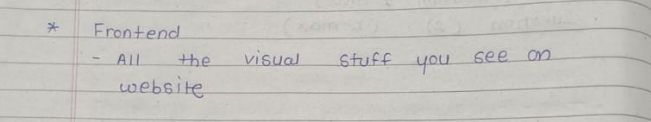 * Frontend
- All the visual stuff you see on
website